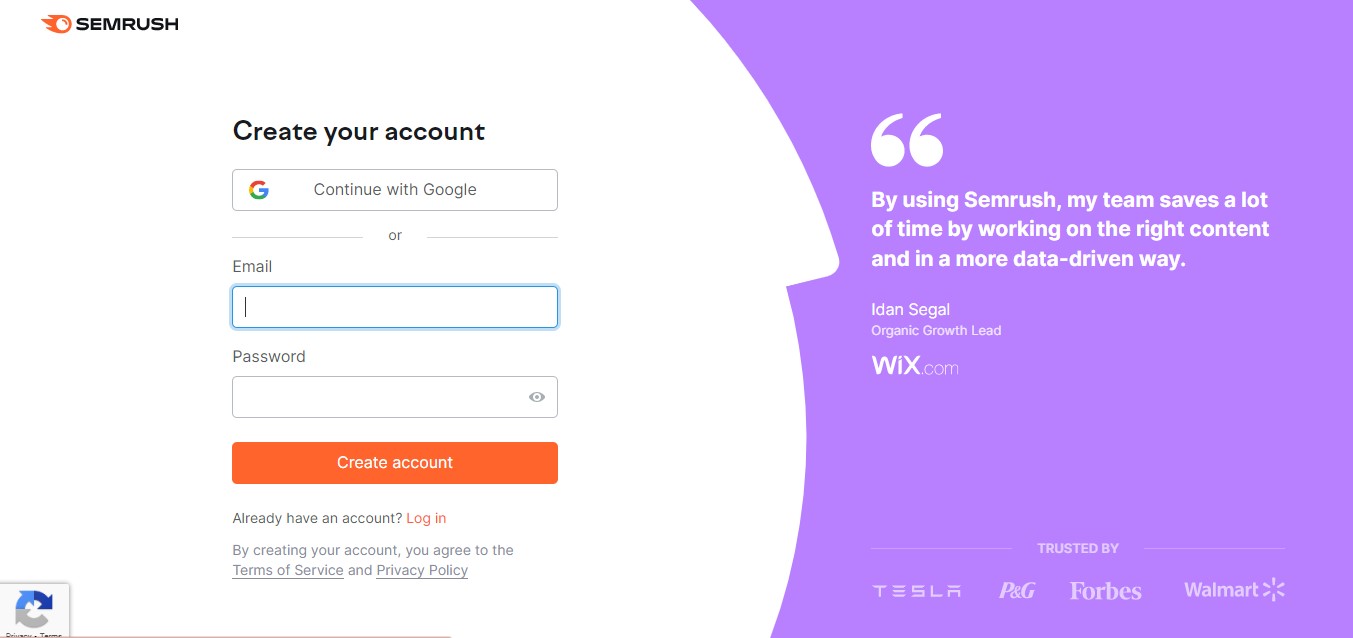 SEMRUSH
Create your account
Continue with Google
or
Email
Password
Create account
Already have an account? Log in
By creating your account, you agree to the
Terms of Service and Privacy Policy
Privacy - Terms
By using Semrush, my team saves a lot
of time by working on the right content
and in a more data-driven way.
Idan Segal
Organic Growth Lead
WiX.com
TRUSTED BY
TESLA P&G Forbes Walmart